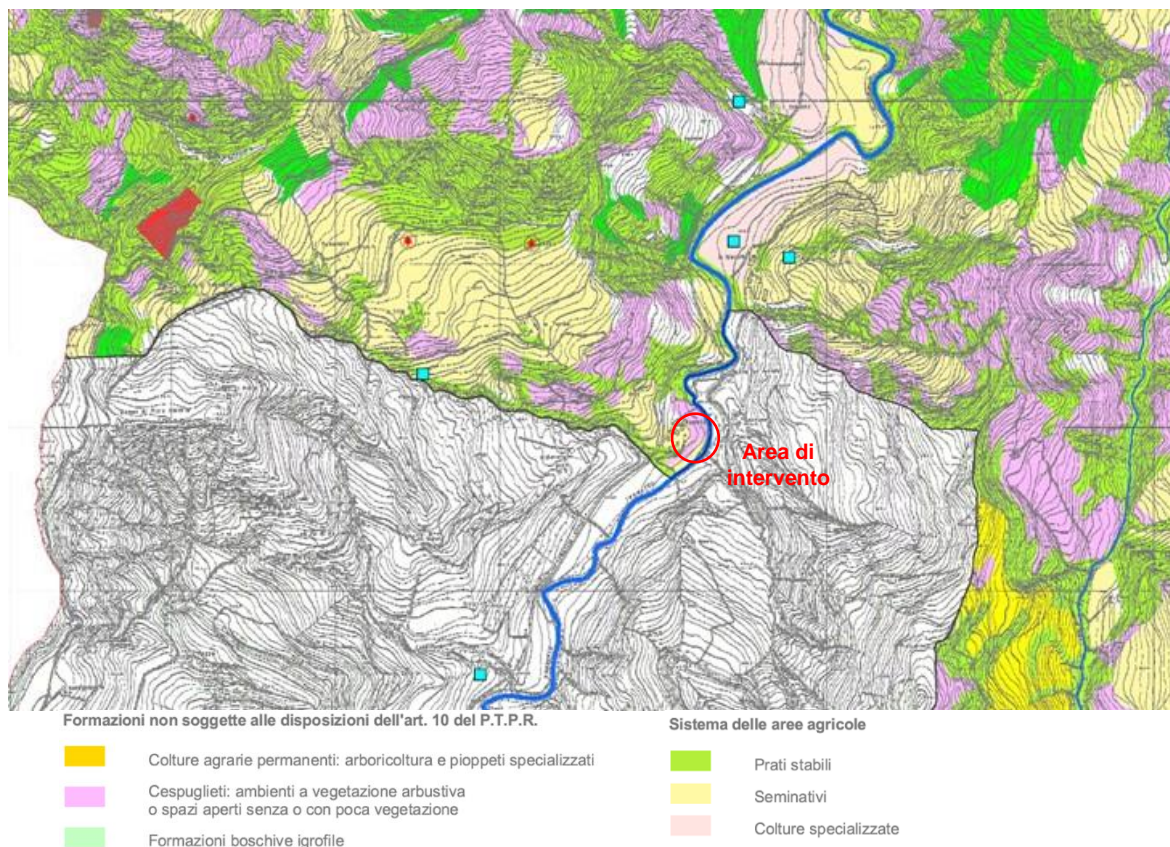 Area di
intervento
Formazioni non soggette alle disposizioni dell'art. 10 del P.T.P.R.
Colture agrarie permanenti: arboricoltura e pioppeti specializzati
Cespuglieti: ambienti a vegetazione arbustiva
o spazi aperti senza o con poca vegetazione
Formazioni boschive igrofile
Sistema delle aree agricole
Prati stabili
Seminativi
Colture specializzate